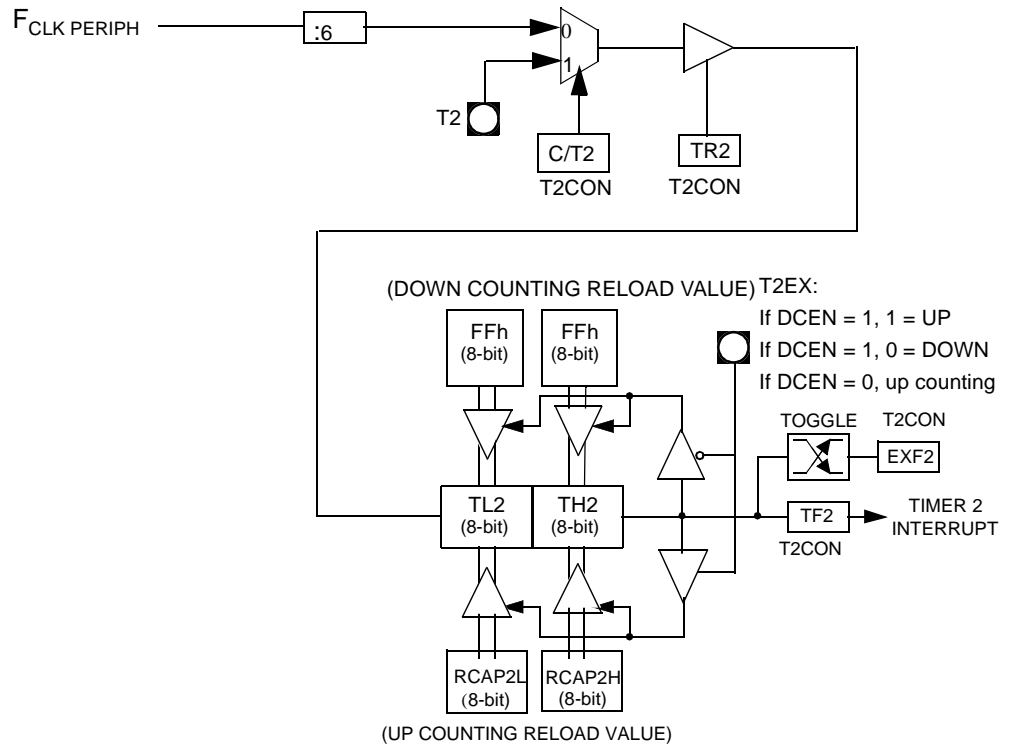 FCLK PERIPH
:6
0
1
T2
C/T2
TR2
T2CON
T2CON
(DOWN COUNTING RELOAD VALUE)
T2EX:
If DCEN = 1, 1 = UP
If DCEN = 1, 0 = DOWN
If DCEN = 0, up counting
FFh
(8-bit)
FFh
(8-bit)
TOGGLE
T2CON
EXF2
TL2
(8-bit)
TH2
(8-bit)
TF2
T2CON
TIMER 2
INTERRUPT
RCAP2L
(8-bit)
RCAP2H
(8-bit)
(UP COUNTING RELOAD VALUE)